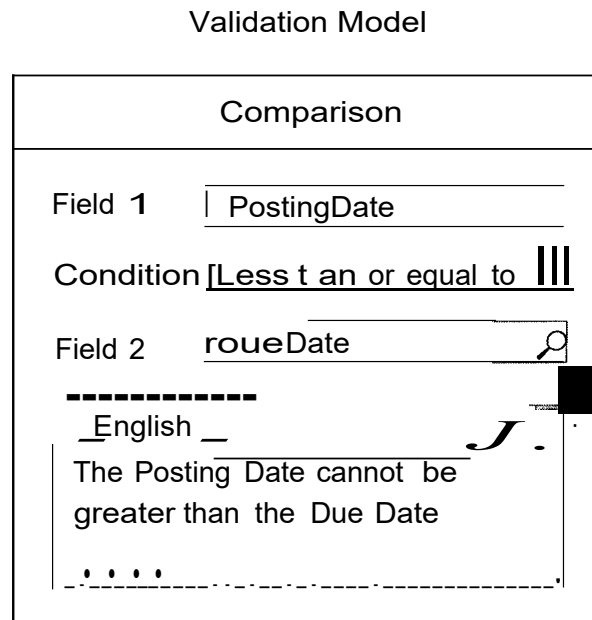 Validation Model
Comparison
Field 1 PostingDate
Condition [Less t an or equal to
Field 2 roueDate
English
The Posting Date cannot be
greater than the Due Date